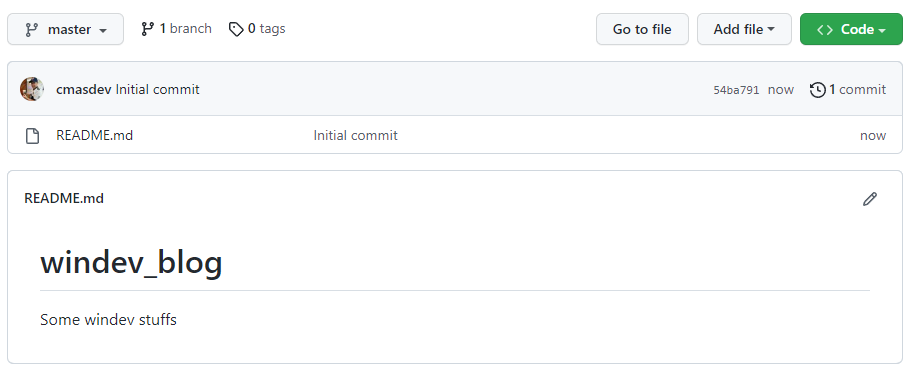 master 1 branch 0 tags Go to file Add file Code
cmasdev Initial commit 54ba791 now 1 commit
README.md Initial commit now
README.md
windev_blog
Some windev stuffs